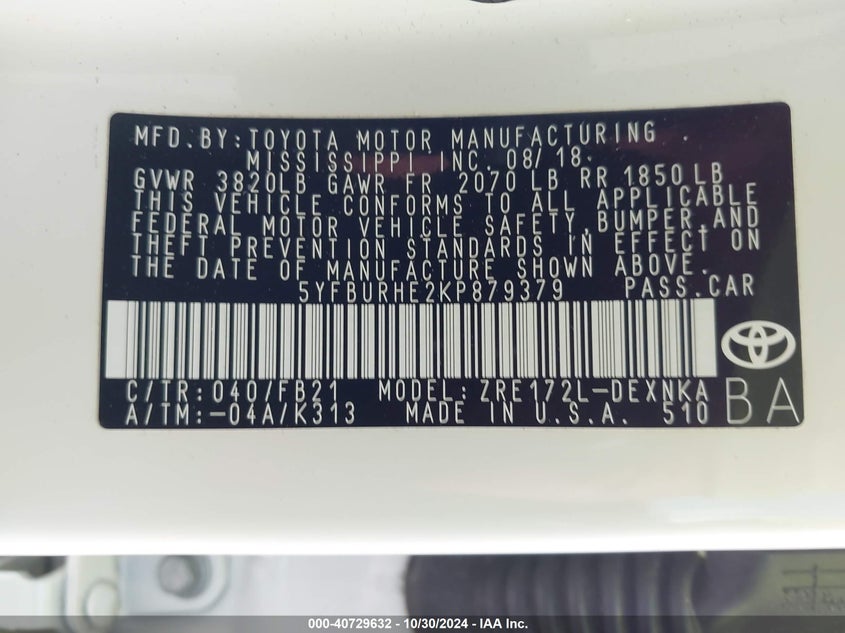 MFD. BY: TOYOTA MOTOR MANUFACTURING
MISSISSIPPI INC. 08/18
GVWR 3820LB GAWR FR 2070 LB RR 1850 LB
THIS VEHICLE CONFORMS TO ALL APPLICABLE
FEDERAL MOTOR VEHICLE SAFETY, BUMPER, AND
THEFT PREVENTION STANDARDS IN EFFECT ON
THE DATE OF MANUFACTURE SHOWN ABOVE.
5YFBURHE2KP879379 PASS. CAR
C/TR: 040/FB21 MODEL: ZRE172L-DEXNKA
A/TM: -04A/K313 MADE IN U.S.A. 510
BA
000-40729632 - 10/30/2024 - IAA Inc.